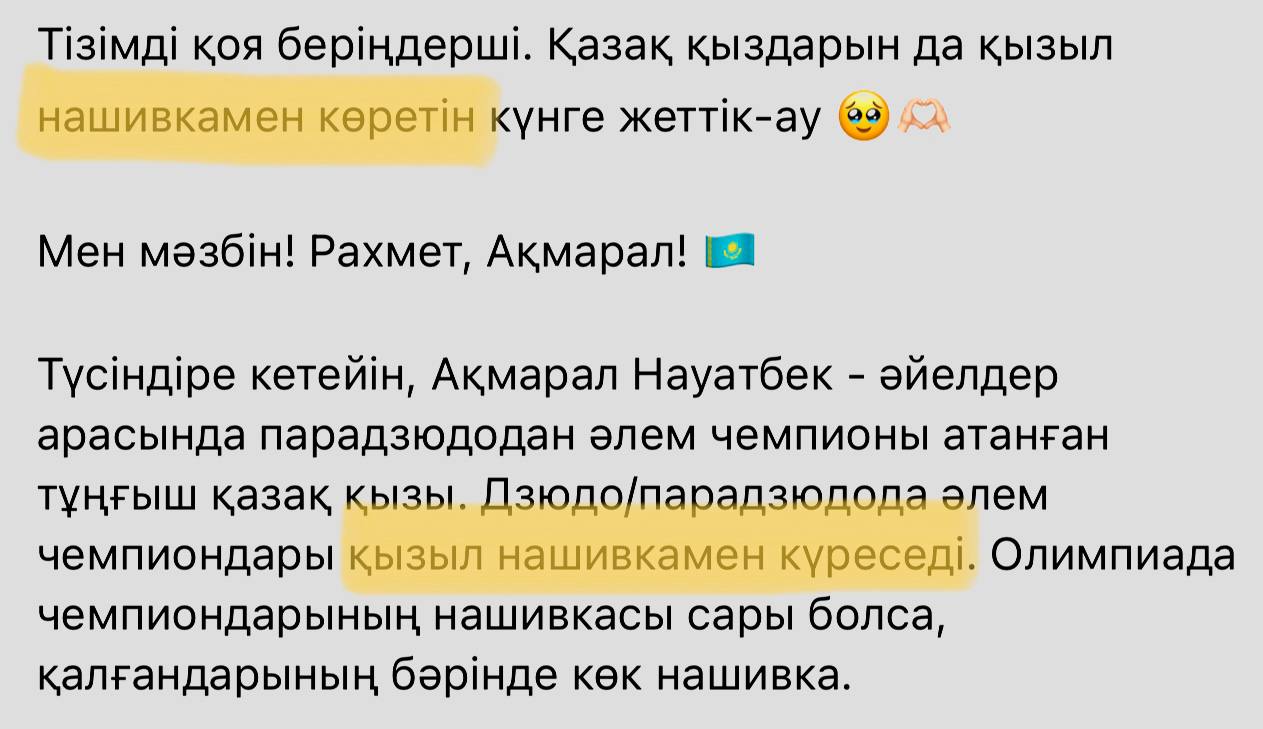 Тізімді қоя беріңдерші. Қазақ қыздарын да қызыл
нашивкамен көретін күнге жеттік-ау 🥹🫶🏻
Мен мәзбін! Рахмет, Ақмарал! 🇰🇿
Түсіндіре кетейін, Ақмарал Науатбек - әйелдер
арасында парадзюдодан әлем чемпионы атанған
тұңғыш қазақ қызы. Дзюдо/парадзюдода әлем
чемпиондары қызыл нашивкамен күреседі. Олимпиада
чемпиондарының нашивкасы сары болса,
қалғандарының бәрінде көк нашивка.